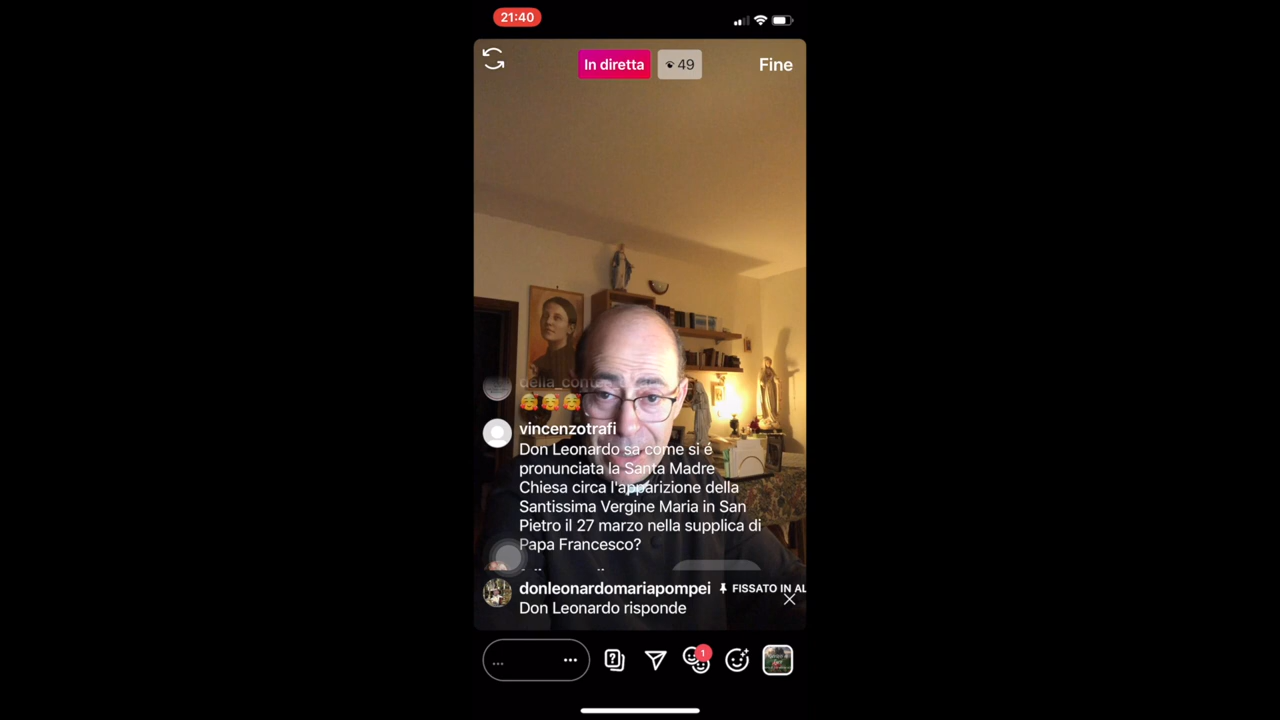 21:40
In diretta
49
Fine
vincenzotrafi
Don Leonardo sa come si é
pronunciata la Santa Madre
Chiesa circa l'apparizione della
Santissima Vergine Maria in San
Pietro il 27 marzo nella supplica di
Papa Francesco?
donleonardomariapompei FISSATO IN AL
Don Leonardo risponde
...
1